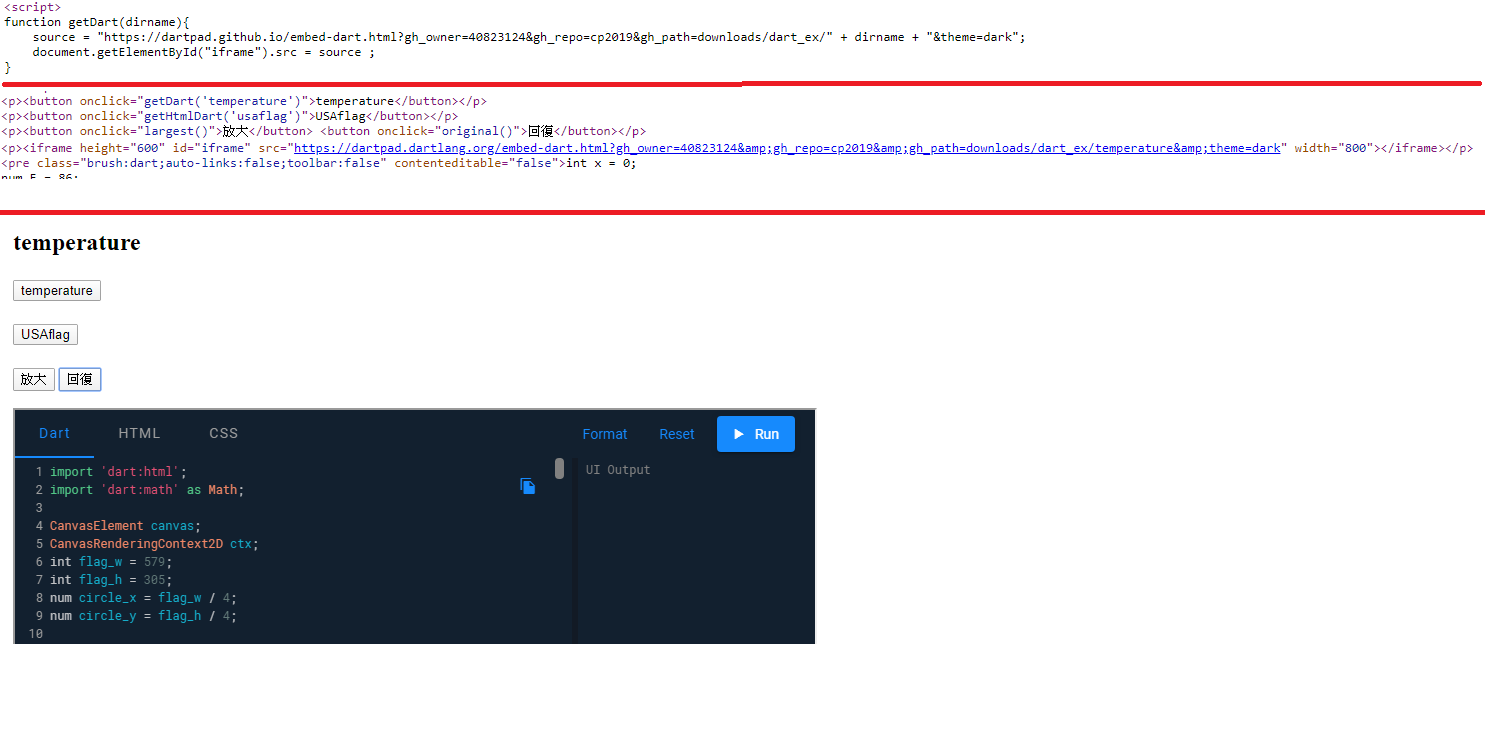 <script>
function getDart(dirname){
    source = "https://dartpad.github.io/embed-dart.html?gh_owner=40823124&gh_repo=cp2019&gh_path=downloads/dart_ex/" + dirname + "&theme=dark";
    document.getElementById("iframe").src = source ;
}
<p><button onclick="getDart('temperature')">temperature</button></p>
<p><button onclick="getHtmlDart('usaflag')">USAflag</button></p>
<p><button onclick="largest()">放大</button> <button onclick="original()">回復</button></p>
<p><iframe height="600" id="iframe" src="https://dartpad.dartlang.org/embed-dart.html?gh_owner=40823124&amp;gh_repo=cp2019&amp;gh_path=downloads/dart_ex/temperature&amp;theme=dark" width="800"></iframe></p>
<pre class="brush:dart;auto-links:false;toolbar:false" contenteditable="false">int x = 0;
num F = 86;
temperature
temperature
USAflag
放大 回復
Dart HTML CSS Format Reset Run
1 import 'dart:html'; UI Output
2 import 'dart:math' as Math;
3
4 CanvasElement canvas;
5 CanvasRenderingContext2D ctx;
6 int flag_w = 579;
7 int flag_h = 305;
8 num circle_x = flag_w / 4;
9 num circle_y = flag_h / 4;
10